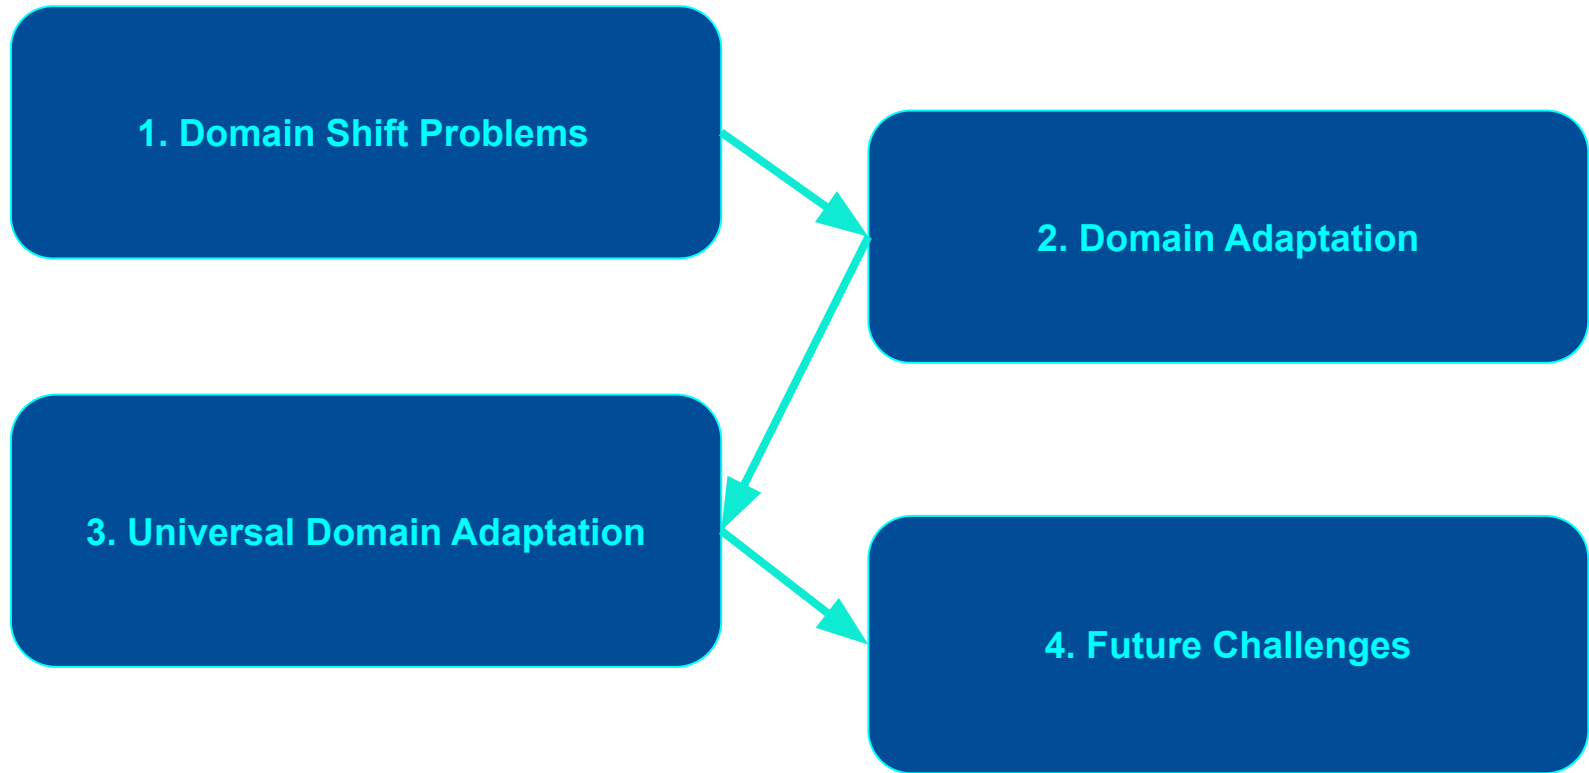 1. Domain Shift Problems
2. Domain Adaptation
3. Universal Domain Adaptation
4. Future Challenges